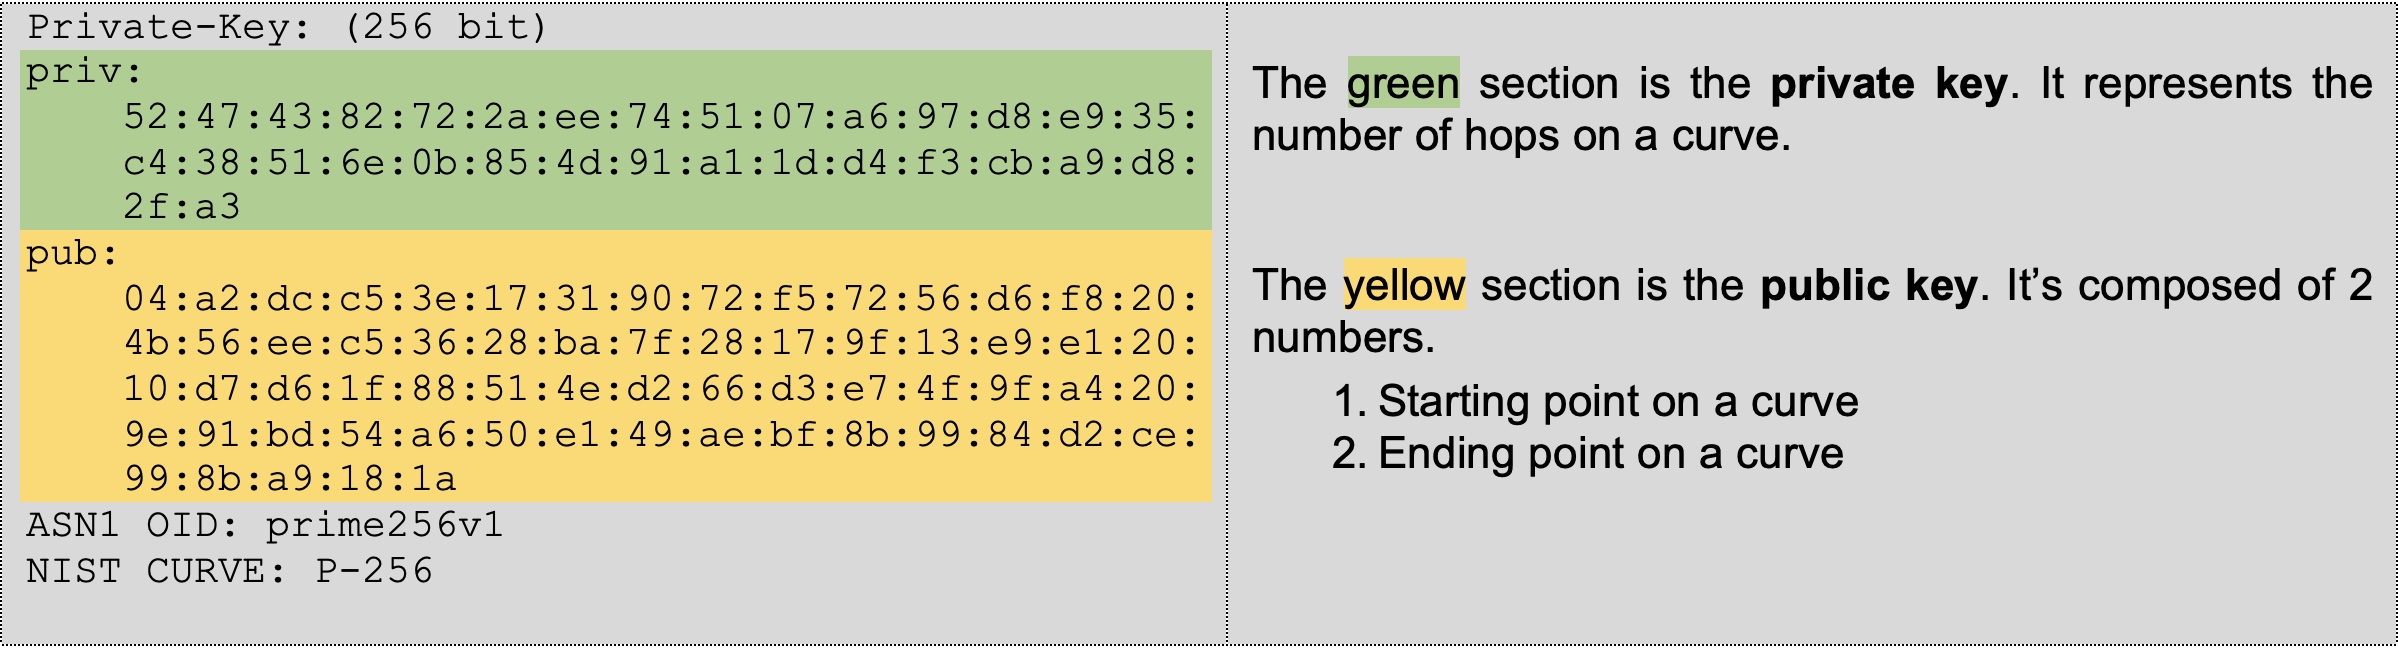 Private-Key: (256 bit)
priv:
52:47:43:82:72:2a:ee:74:51:07:a6:97:d8:e9:35:
c4:38:51:6e:0b:85:4d:91:a1:1d:d4:f3:cb:a9:d8:
2f:a3
pub:
04:a2:dc:c5:3e:17:31:90:72:f5:72:56:d6:f8:20:
4b:56:ee:c5:36:28:ba:7f:28:17:9f:13:e9:e1:20:
10:d7:d6:1f:88:51:4e:d2:66:d3:e7:4f:9f:a4:20:
9e:91:bd:54:a6:50:e1:49:ae:bf:8b:99:84:d2:ce:
99:8b:a9:18:1a
ASN1 OID: prime256v1
NIST CURVE: P-256
The green section is the private key. It represents the
number of hops on a curve.
The yellow section is the public key. It’s composed of 2
numbers.
1. Starting point on a curve
2. Ending point on a curve